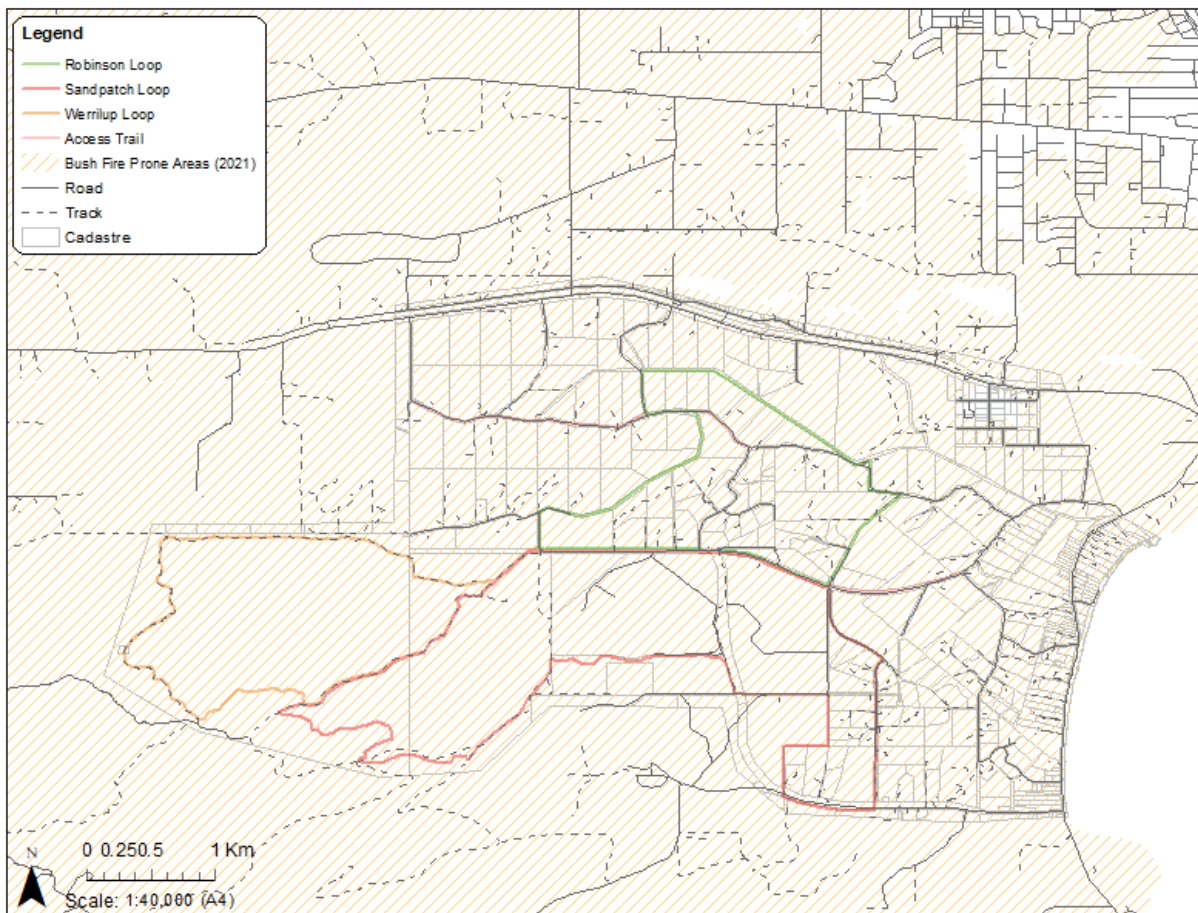 Legend
Robinson Loop
Sandpatch Loop
Werrilup Loop
Access Trail
Bush Fire Prone Areas (2021)
Road
Track
Cadastre
N
0 0.250.5 1 Km
Scale: 1:40,000 (A4)